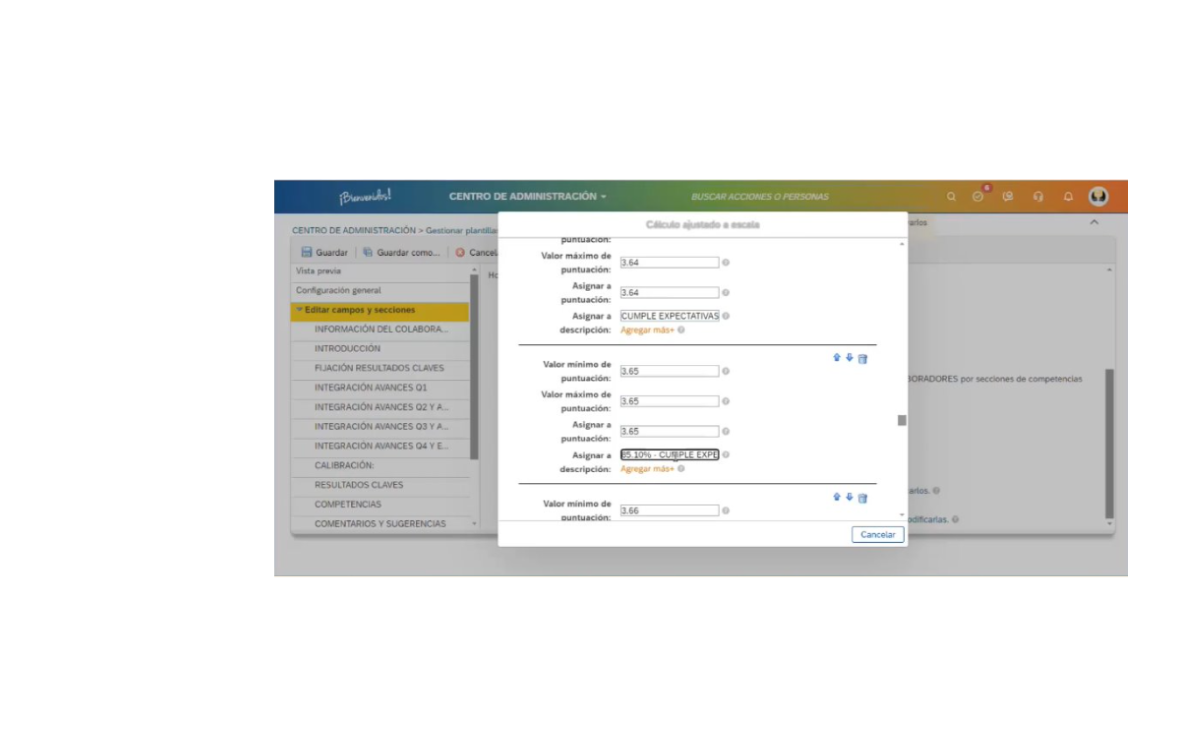 ¡Bienvenidos!
CENTRO DE ADMINISTRACIÓN
BUSCAR ACCIONES O PERSONAS
6
CENTRO DE ADMINISTRACIÓN > Gestionar plantillas
Guardar
Guardar como...
Vista previa
Configuración general
Editar campos y secciones
INFORMACIÓN DEL COLABORA...
INTRODUCCIÓN
FIJACIÓN RESULTADOS CLAVES
INTEGRACIÓN AVANCES Q1
INTEGRACIÓN AVANCES Q2 Y A...
INTEGRACIÓN AVANCES Q3 Y A...
INTEGRACIÓN AVANCES Q4 Y E...
CALIBRACIÓN:
RESULTADOS CLAVES
COMPETENCIAS
COMENTARIOS Y SUGERENCIAS
Cálculo ajustado a escala
puntuación:
Valor máximo de
puntuación:
3.64
Asignar a
puntuación:
3.64
Asignar a
descripción:
CUMPLE EXPECTATIVAS
Agregar más+
Valor mínimo de
puntuación:
3.65
Valor máximo de
puntuación:
3.65
Asignar a
puntuación:
3.65
Asignar a
descripción:
85.10% - CUMPLE EXPE
Agregar más+
Valor mínimo de
puntuación:
3.66
Cancelar
BORADORES por secciones de competencias
arlos.
odificarlas.